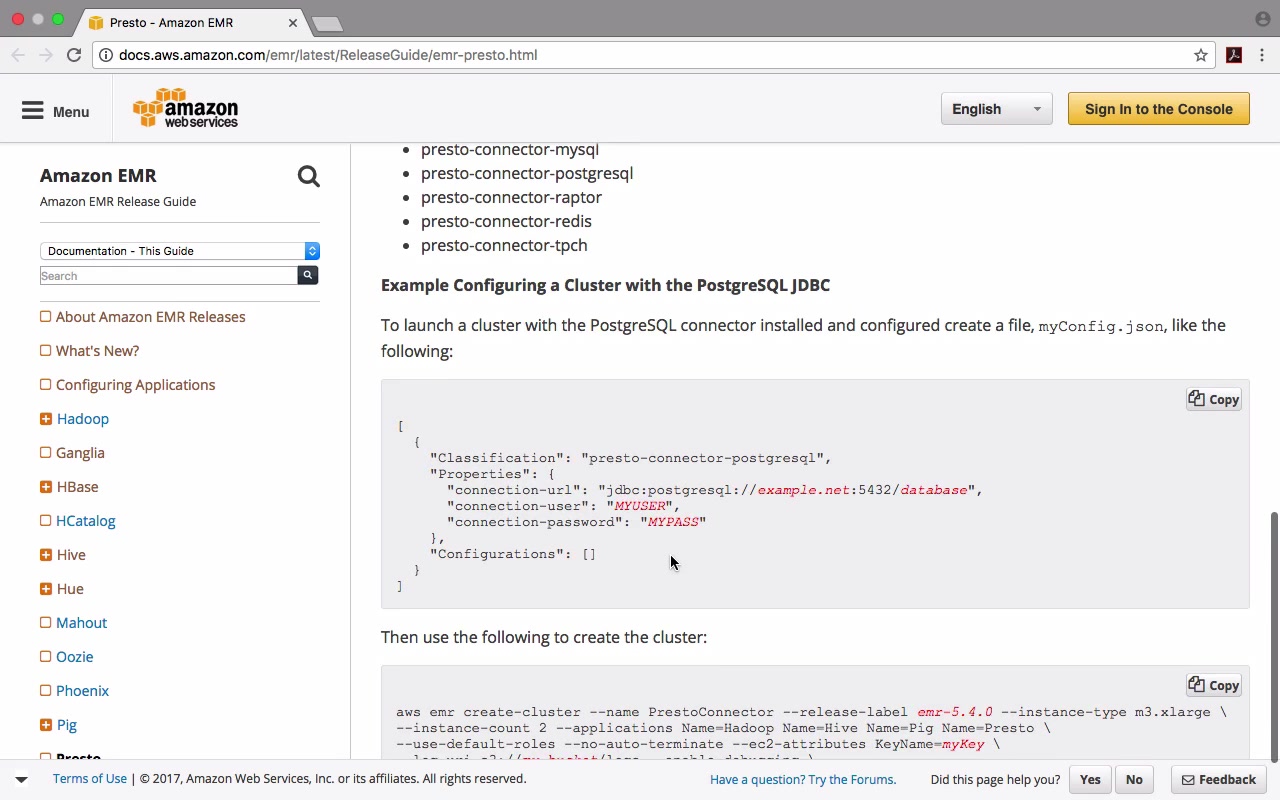 Presto - Amazon EMR
docs.aws.amazon.com/emr/latest/ReleaseGuide/emr-presto.html
Menu
amazon
web services
English
Sign In to the Console
Amazon EMR
Amazon EMR Release Guide
Documentation - This Guide
Search
About Amazon EMR Releases
What's New?
Configuring Applications
Hadoop
Ganglia
HBase
HCatalog
Hive
Hue
Mahout
Oozie
Phoenix
Pig
Presto
presto-connector-mysql
presto-connector-postgresql
presto-connector-raptor
presto-connector-redis
presto-connector-tpch
Example Configuring a Cluster with the PostgreSQL JDBC
To launch a cluster with the PostgreSQL connector installed and configured create a file, myConfig.json, like the
following:
Copy
[
{
"Classification": "presto-connector-postgresql",
"Properties": {
"connection-url": "jdbc:postgresql://example.net:5432/database",
"connection-user": "MYUSER",
"connection-password": "MYPASS"
},
"Configurations": []
}
]
Then use the following to create the cluster:
Copy
aws emr create-cluster --name PrestoConnector --release-label emr-5.4.0 --instance-type m3.xlarge \
--instance-count 2 --applications Name=Hadoop Name=Hive Name=Pig Name=Presto \
--use-default-roles --no-auto-terminate --ec2-attributes KeyName=myKey \
Terms of Use | © 2017, Amazon Web Services, Inc. or its affiliates. All rights reserved.
Have a question? Try the Forums.
Did this page help you?
Yes
No
Feedback